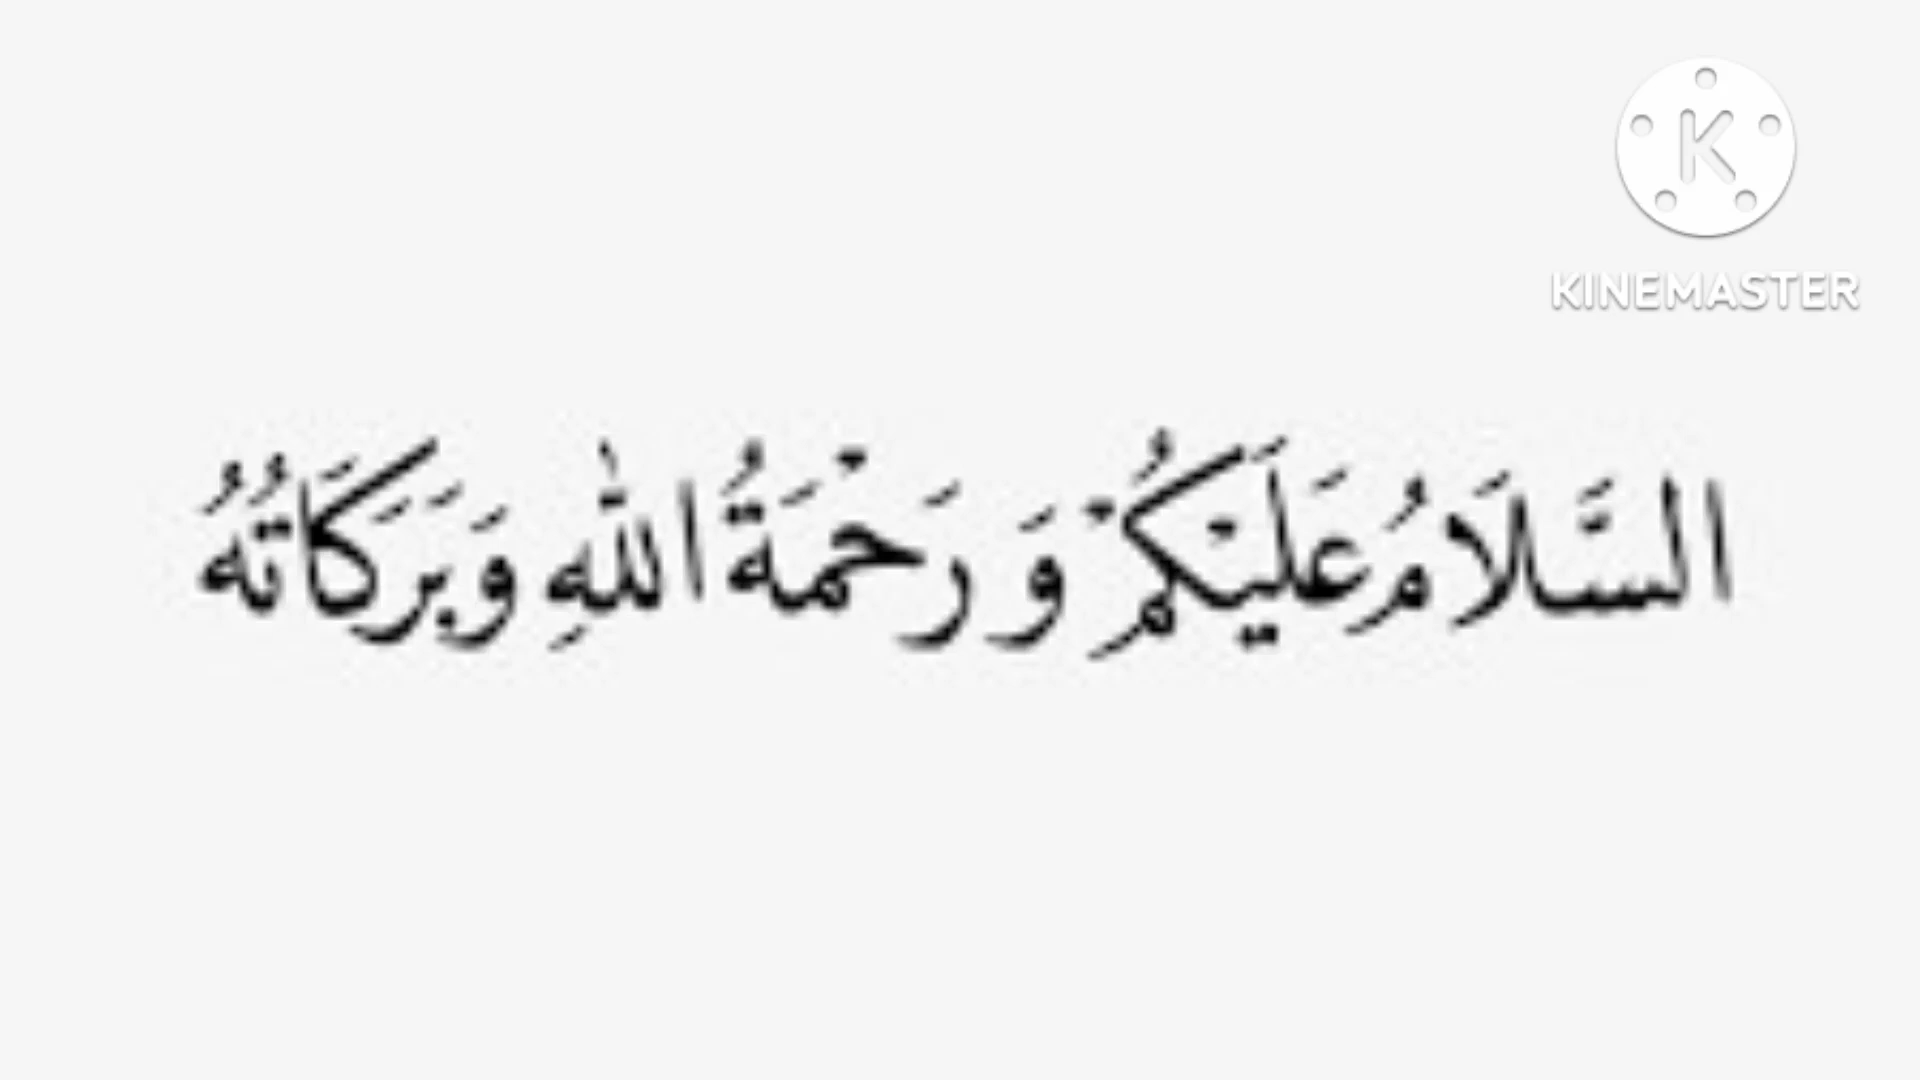 K
KINEMASTER
السَّلَامُ عَلَيْكُمْ وَ رَحْمَةُ اللهِ وَبَرَكَاتُهُ